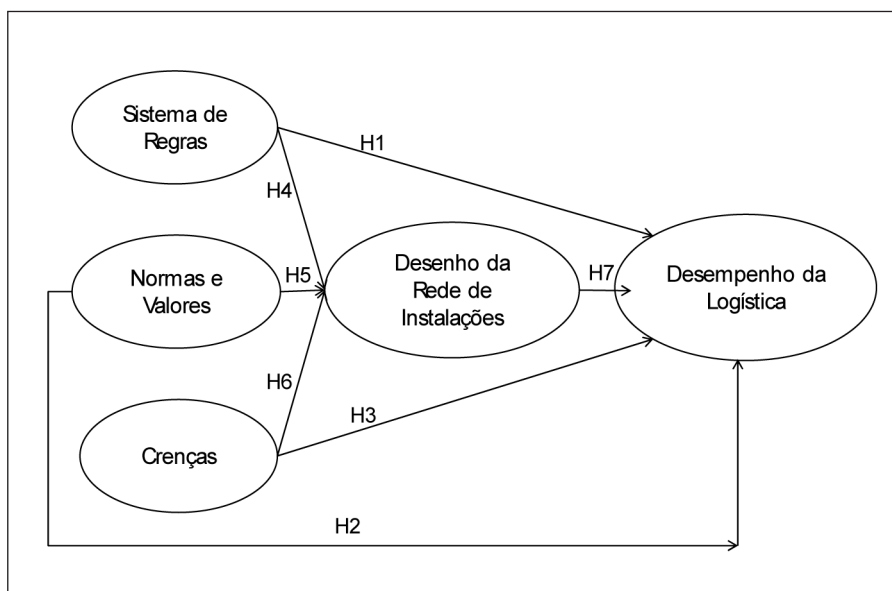 Sistema de
Regras
H1
H4
Normas e
Valores
H5
Desenho da
Rede de
Instalações
H7
Desempenho da
Logística
H6
H3
Crenças
H2